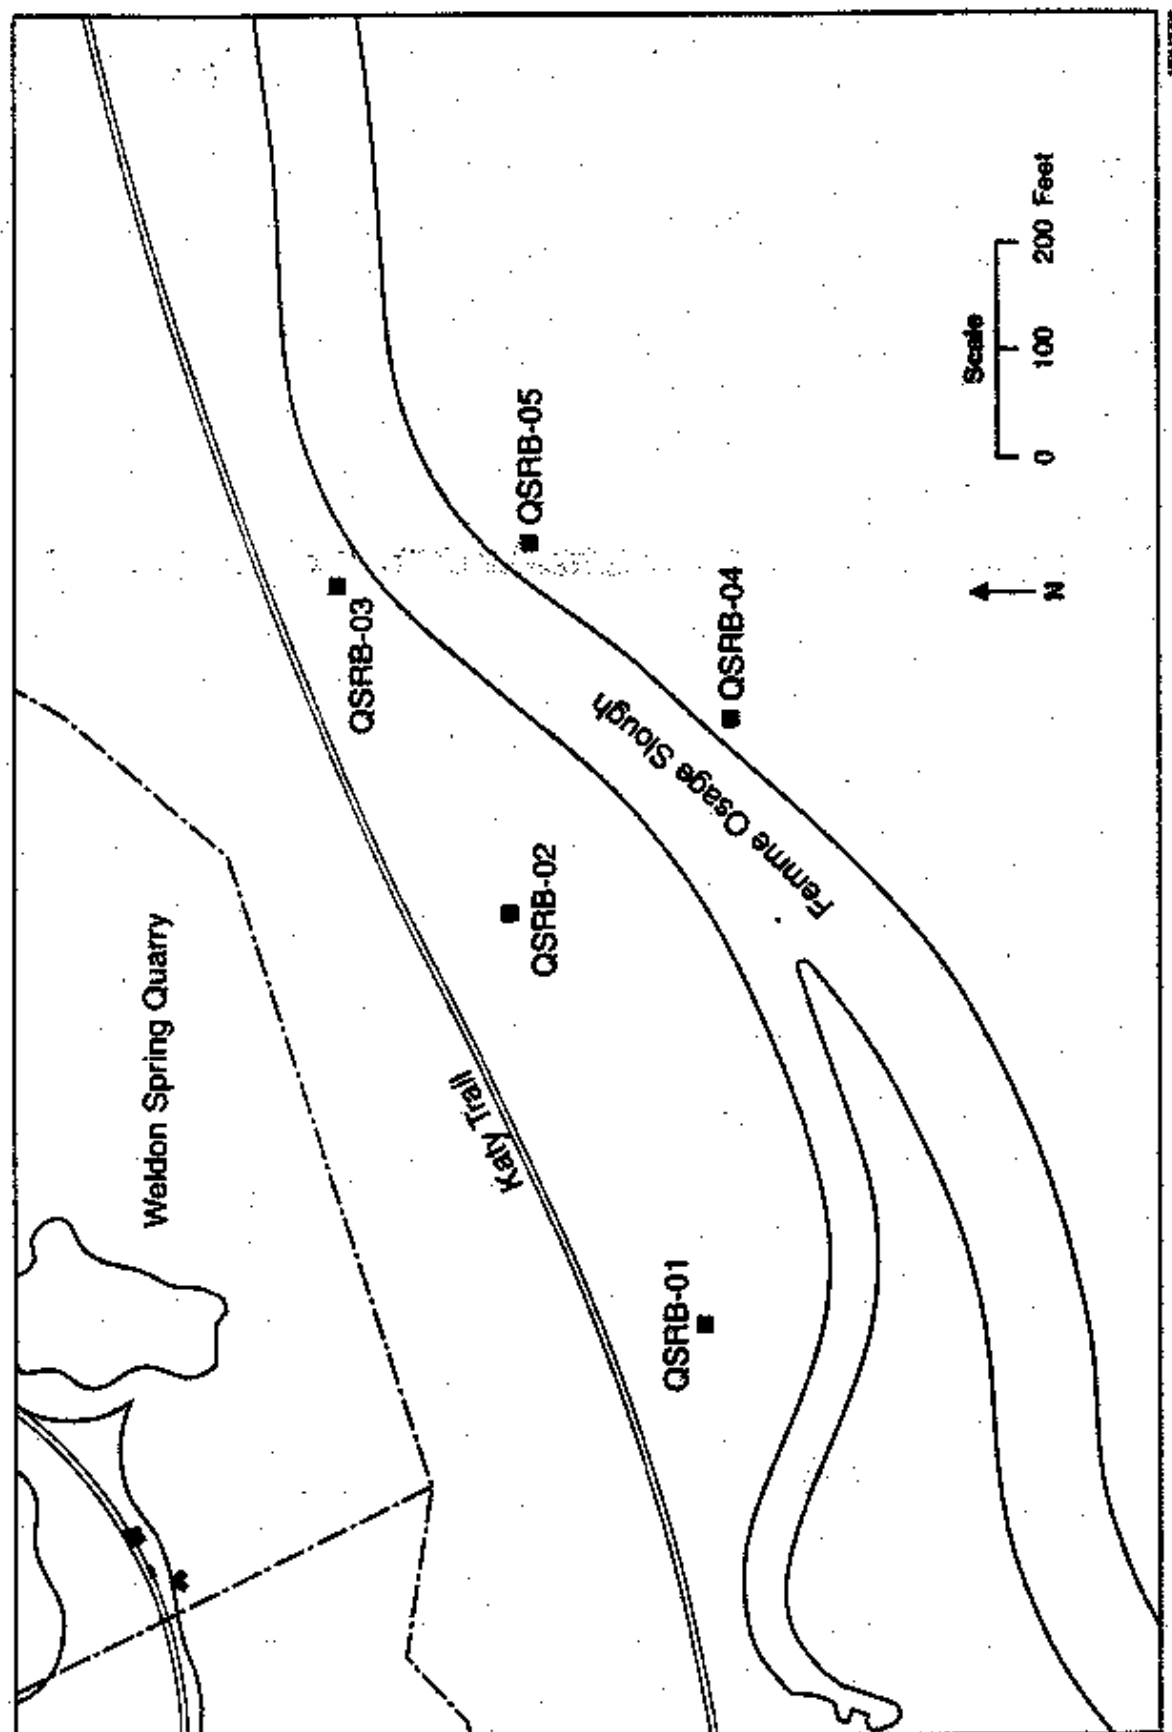 Weldon Spring Quarry
Katy Trail
QSRB-01
QSRB-02
QSRB-03
QSRB-04
QSRB-05
Femme Osage Slough
N
Scale
0 100 200 Feet